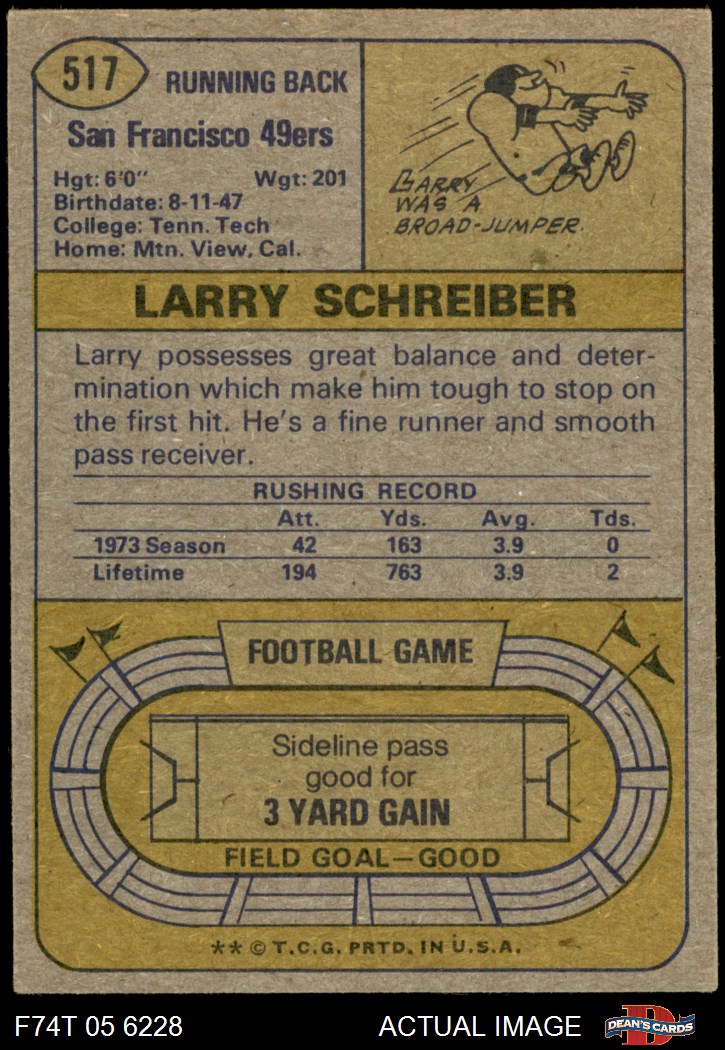 517
RUNNING BACK
San Francisco 49ers
Hgt: 6'0" Wgt: 201
Birthdate: 8-11-47
College: Tenn. Tech
Home: Mtn. View, Cal.
LARRY
WAS A
BROAD-JUMPER.
LARRY SCHREIBER
Larry possesses great balance and deter-
mination which make him tough to stop on
the first hit. He's a fine runner and smooth
pass receiver.
RUSHING RECORD
Att. Yds. Avg. Tds.
1973 Season 42 163 3.9 0
Lifetime 194 763 3.9 2
FOOTBALL GAME
Sideline pass
good for
3 YARD GAIN
FIELD GOAL—GOOD
** © T.C.G. PRTD. IN U.S.A.
F74T 05 6228 ACTUAL IMAGE
D
DEAN'S CARDS